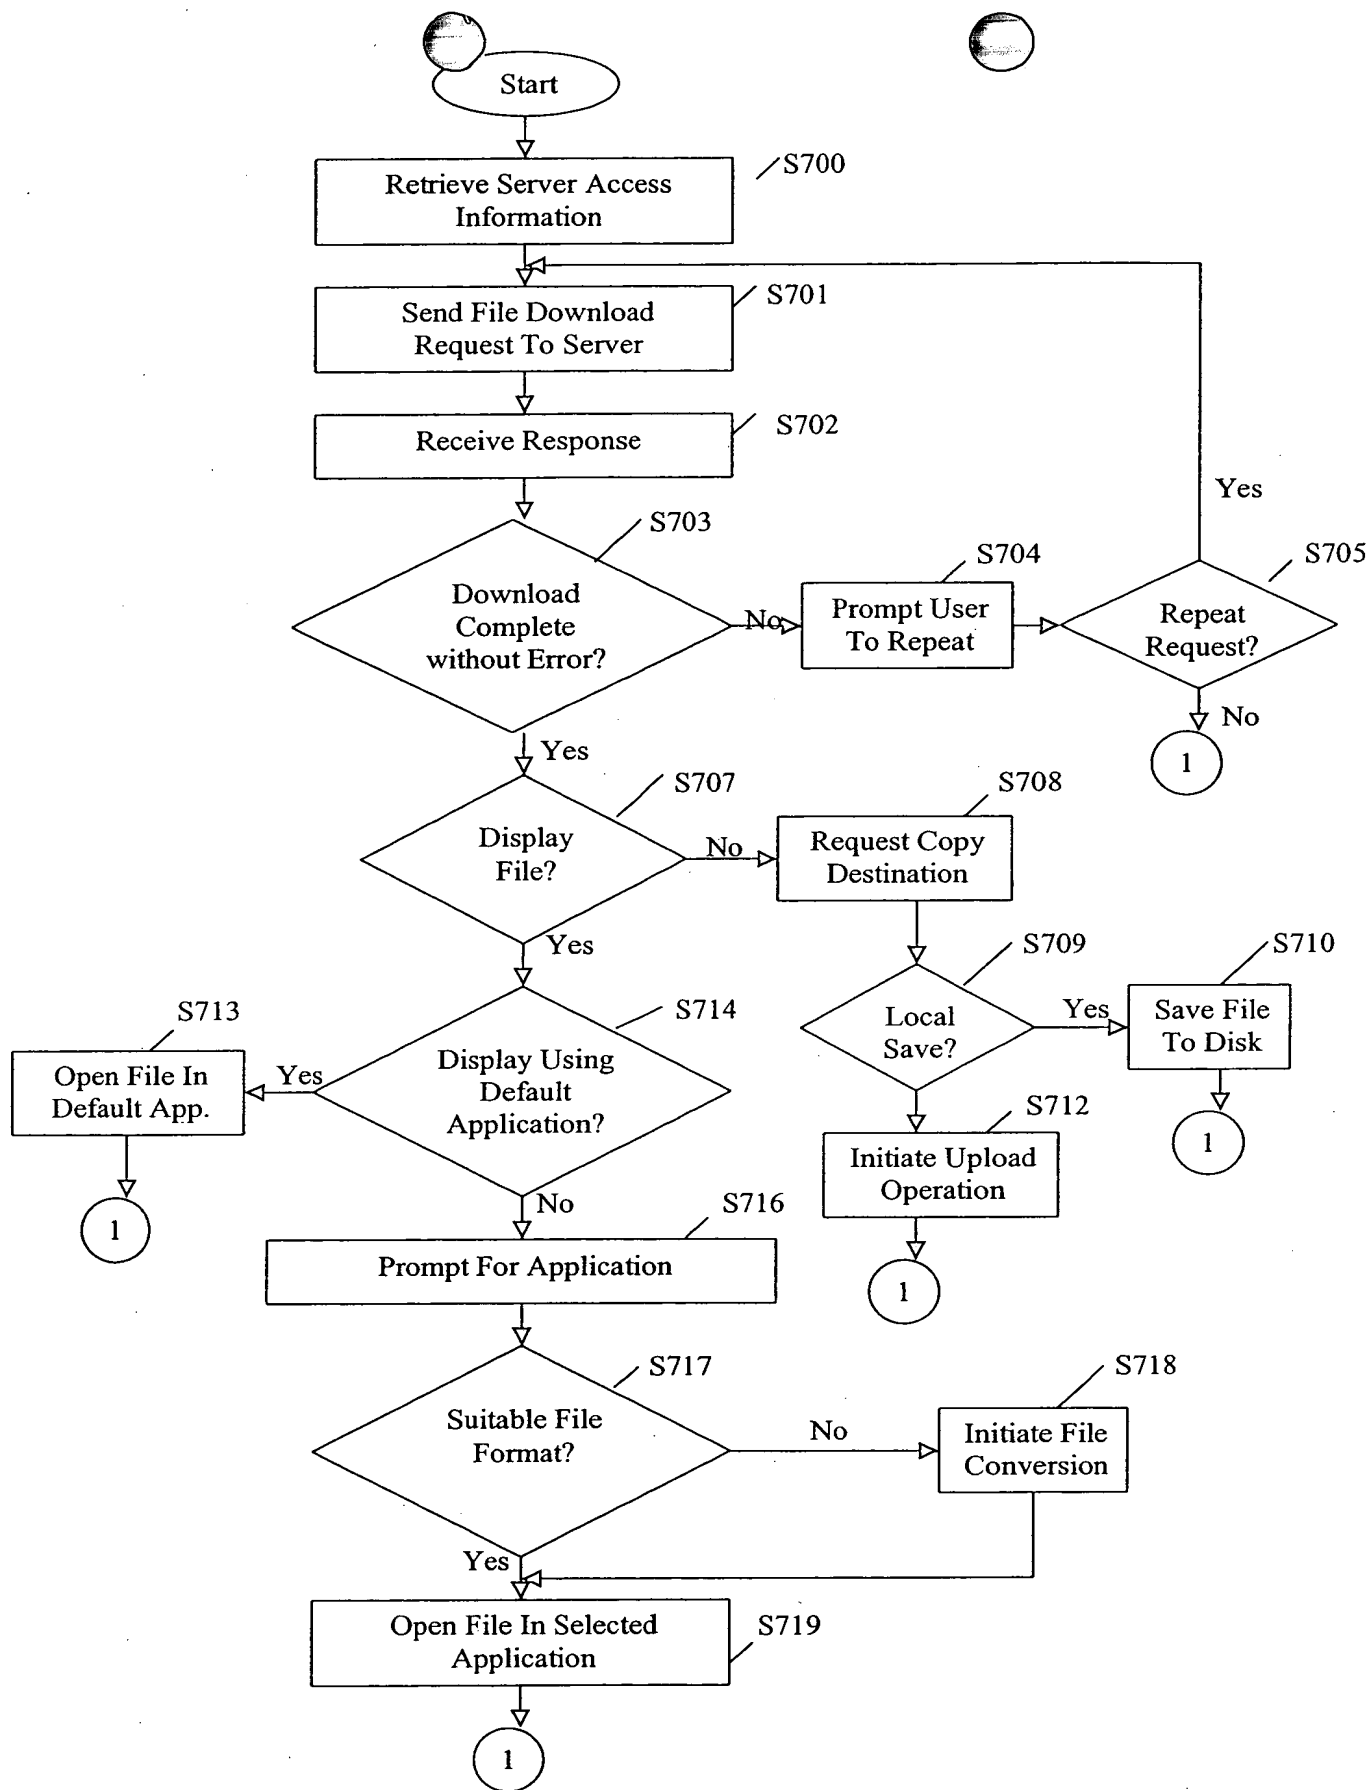 Start
S700
Retrieve Server Access
Information
S701
Send File Download
Request To Server
S702
Receive Response
Yes
S703
S704
S705
Download
Complete
without Error?
No
Prompt User
To Repeat
Repeat
Request?
No
1
Yes
S707
S708
Display
File?
No
Request Copy
Destination
Yes
S709
S710
S713
S714
Local
Save?
Yes
Save File
To Disk
Open File In
Default App.
Yes
Display Using
Default
Application?
S712
1
Initiate Upload
Operation
No
S716
1
Prompt For Application
1
S717
S718
Suitable File
Format?
No
Initiate File
Conversion
Yes
Open File In Selected
Application
S719
1